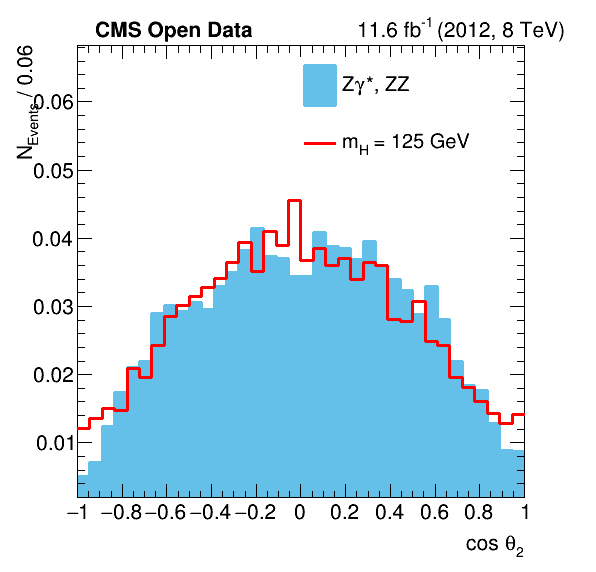 CMS Open Data 11.6 fb⁻¹ (2012, 8 TeV)
N_Events / 0.06
Zγ*, ZZ
m_H = 125 GeV
0.06
0.05
0.04
0.03
0.02
0.01
−1 −0.8 −0.6 −0.4 −0.2 0 0.2 0.4 0.6 0.8 1
cos θ₂